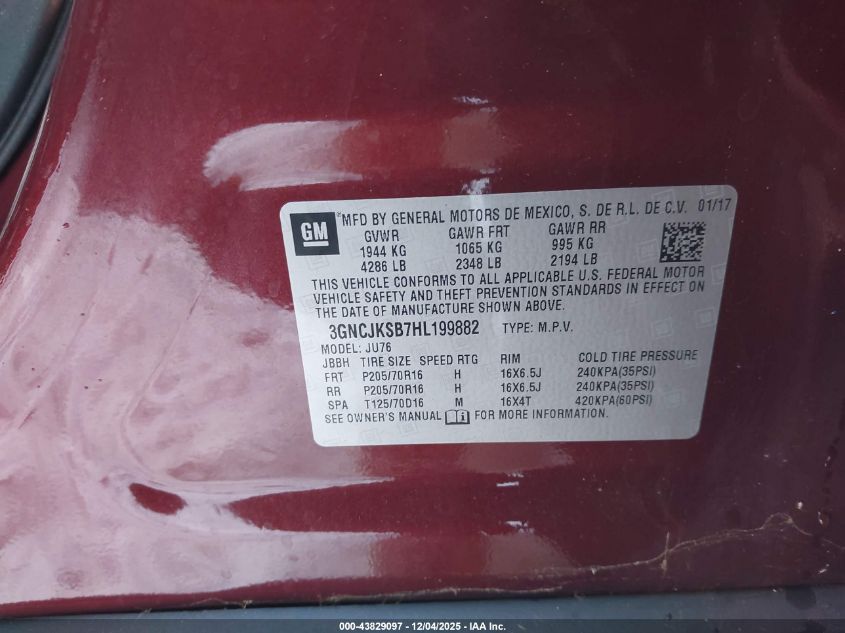 GM
*MFD BY GENERAL MOTORS DE MEXICO, S. DE R.L. DE C.V. 01/17
GVWR GAWR FRT GAWR RR
1944 KG 1065 KG 995 KG
4286 LB 2348 LB 2194 LB
THIS VEHICLE CONFORMS TO ALL APPLICABLE U.S. FEDERAL MOTOR
VEHICLE SAFETY AND THEFT PREVENTION STANDARDS IN EFFECT ON
THE DATE OF MANUFACTURE SHOWN ABOVE.
3GNCJKSB7HL199882 TYPE: M.P.V.
MODEL: JU76
JBBH TIRE SIZE SPEED RTG RIM COLD TIRE PRESSURE
FRT P205/70R16 H 16X6.5J 240KPA(35PSI)
RR P205/70R16 H 16X6.5J 240KPA(35PSI)
SPA T125/70D16 M 16X4T 420KPA(60PSI)
SEE OWNER'S MANUAL FOR MORE INFORMATION.
000-43829097 - 12/04/2025 - IAA Inc.